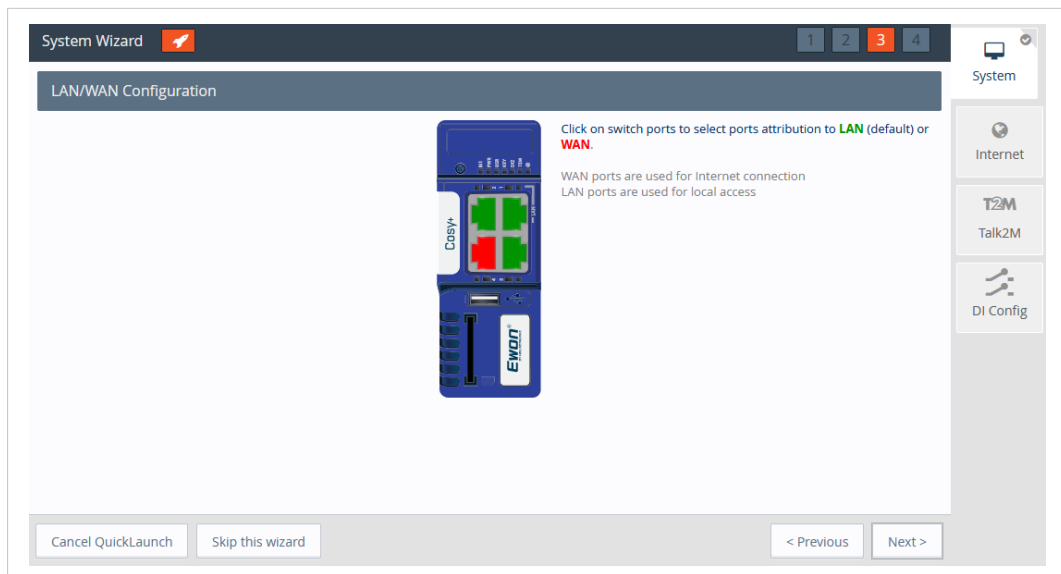 System Wizard
1 2 3 4
LAN/WAN Configuration
Click on switch ports to select ports attribution to LAN (default) or
WAN.
WAN ports are used for Internet connection
LAN ports are used for local access
Cosy+
LAN
Ewon®
Cancel QuickLaunch
Skip this wizard
< Previous
Next >
System
Internet
T2M
Talk2M
DI Config